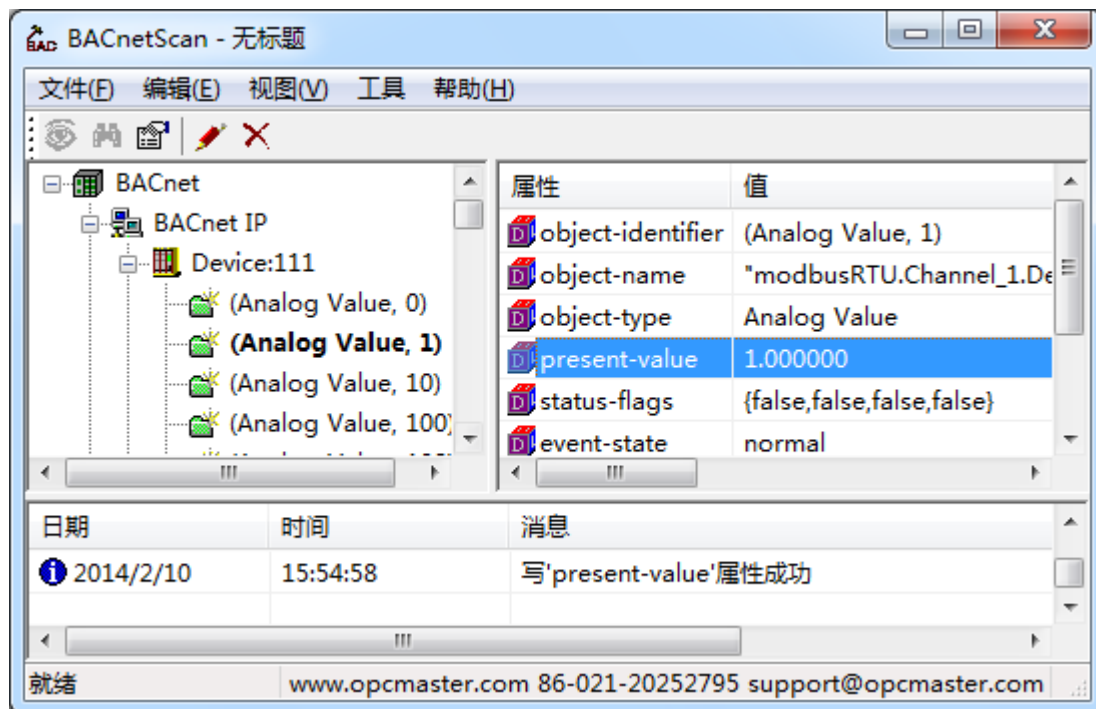 BACnetScan - 无标题
文件(F) 编辑(E) 视图(V) 工具 帮助(H)
BACnet
BACnet IP
Device:111
(Analog Value, 0)
(Analog Value, 1)
(Analog Value, 10)
(Analog Value, 100)
属性 值
object-identifier (Analog Value, 1)
object-name "modbusRTU.Channel_1.De
object-type Analog Value
present-value 1.000000
status-flags {false,false,false,false}
event-state normal
日期 时间 消息
2014/2/10 15:54:58 写'present-value'属性成功
就绪 www.opcmaster.com 86-021-20252795 support@opcmaster.com